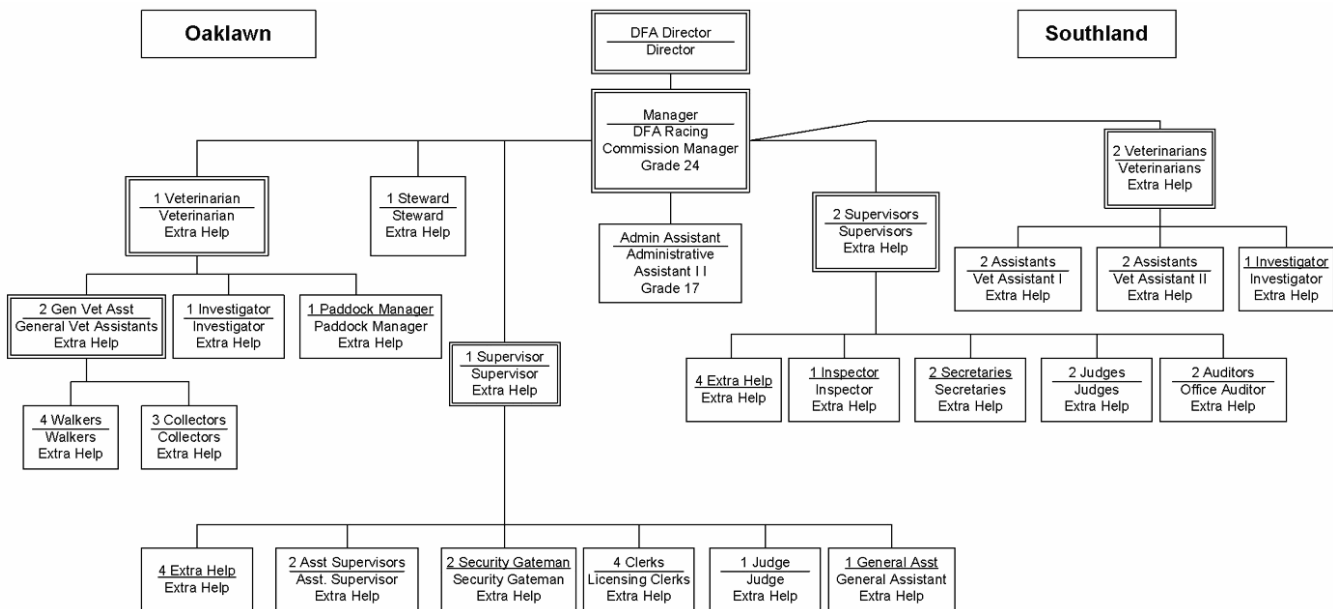 Oaklawn
DFA Director
Director
Southland
Manager
DFA Racing
Commission Manager
Grade 24
1 Veterinarian
Veterinarian
Extra Help
1 Steward
Steward
Extra Help
2 Supervisors
Supervisors
Extra Help
2 Veterinarians
Veterinarians
Extra Help
Admin Assistant
Administrative
Assistant I I
Grade 17
2 Assistants
Vet Assistant I
Extra Help
2 Assistants
Vet Assistant II
Extra Help
1 Investigator
Investigator
Extra Help
2 Gen Vet Asst
General Vet Assistants
Extra Help
1 Investigator
Investigator
Extra Help
1 Paddock Manager
Paddock Manager
Extra Help
1 Supervisor
Supervisor
Extra Help
4 Extra Help
Extra Help
1 Inspector
Inspector
Extra Help
2 Secretaries
Secretaries
Extra Help
2 Judges
Judges
Extra Help
2 Auditors
Office Auditor
Extra Help
4 Walkers
Walkers
Extra Help
3 Collectors
Collectors
Extra Help
4 Extra Help
Extra Help
2 Asst Supervisors
Asst. Supervisor
Extra Help
2 Security Gateman
Security Gateman
Extra Help
4 Clerks
Licensing Clerks
Extra Help
1 Judge
Judge
Extra Help
1 General Asst
General Assistant
Extra Help